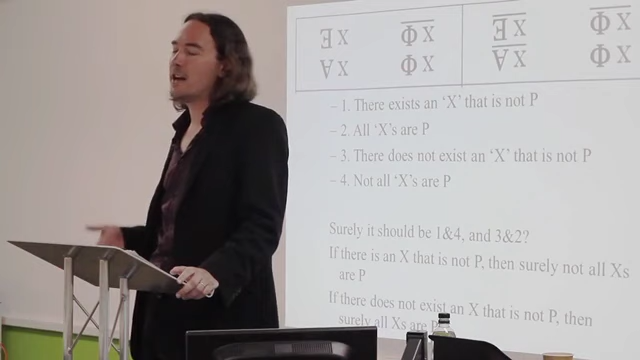 ∃x  Φ̅x̅  ∃̅x̅  Φ̅x̅
∀x  Φx  ∀̅x̅  Φx
– 1. There exists an ‘X’ that is not P
– 2. All ‘X’s are P
– 3. There does not exist an ‘X’ that is not P
– 4. Not all ‘X’s are P
Surely it should be 1&4, and 3&2?
If there is an X that is not P, then surely not all Xs
are P
If there does not exist an X that is not P, then
surely all Xs are P